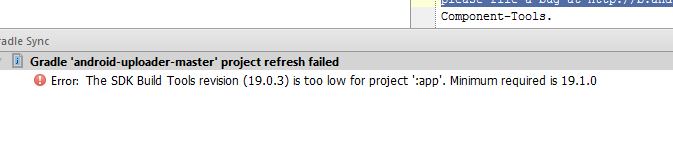 please file a bug at http://b.and
Component-Tools.
radle Sync
Gradle 'android-uploader-master' project refresh failed
Error: The SDK Build Tools revision (19.0.3) is too low for project ':app'. Minimum required is 19.1.0